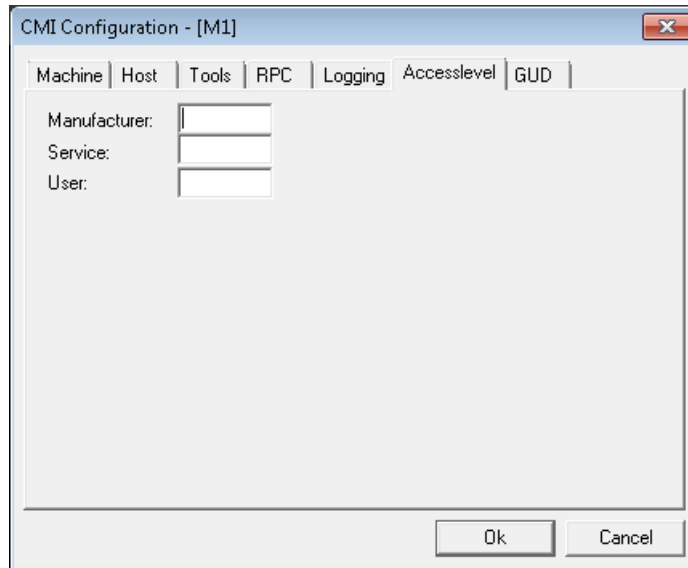 CMI Configuration - [M1]
Machine Host Tools RPC Logging Accesslevel GUD
Manufacturer:
Service:
User:
Ok Cancel